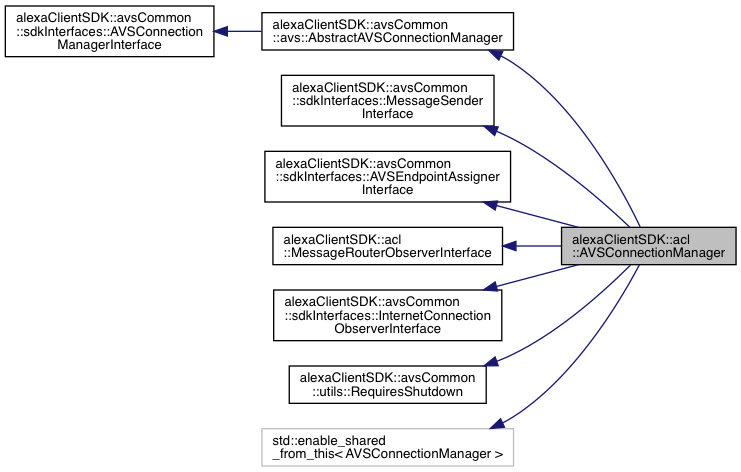 alexaClientSDK::avsCommon
::sdkInterfaces::AVSConnection
ManagerInterface
alexaClientSDK::avsCommon
::avs::AbstractAVSConnectionManager
alexaClientSDK::avsCommon
::sdkInterfaces::MessageSender
Interface
alexaClientSDK::avsCommon
::sdkInterfaces::AVSEndpointAssigner
Interface
alexaClientSDK::acl
::MessageRouterObserverInterface
alexaClientSDK::acl
::AVSConnectionManager
alexaClientSDK::avsCommon
::sdkInterfaces::InternetConnection
ObserverInterface
alexaClientSDK::avsCommon
::utils::RequiresShutdown
std::enable_shared
_from_this< AVSConnectionManager >